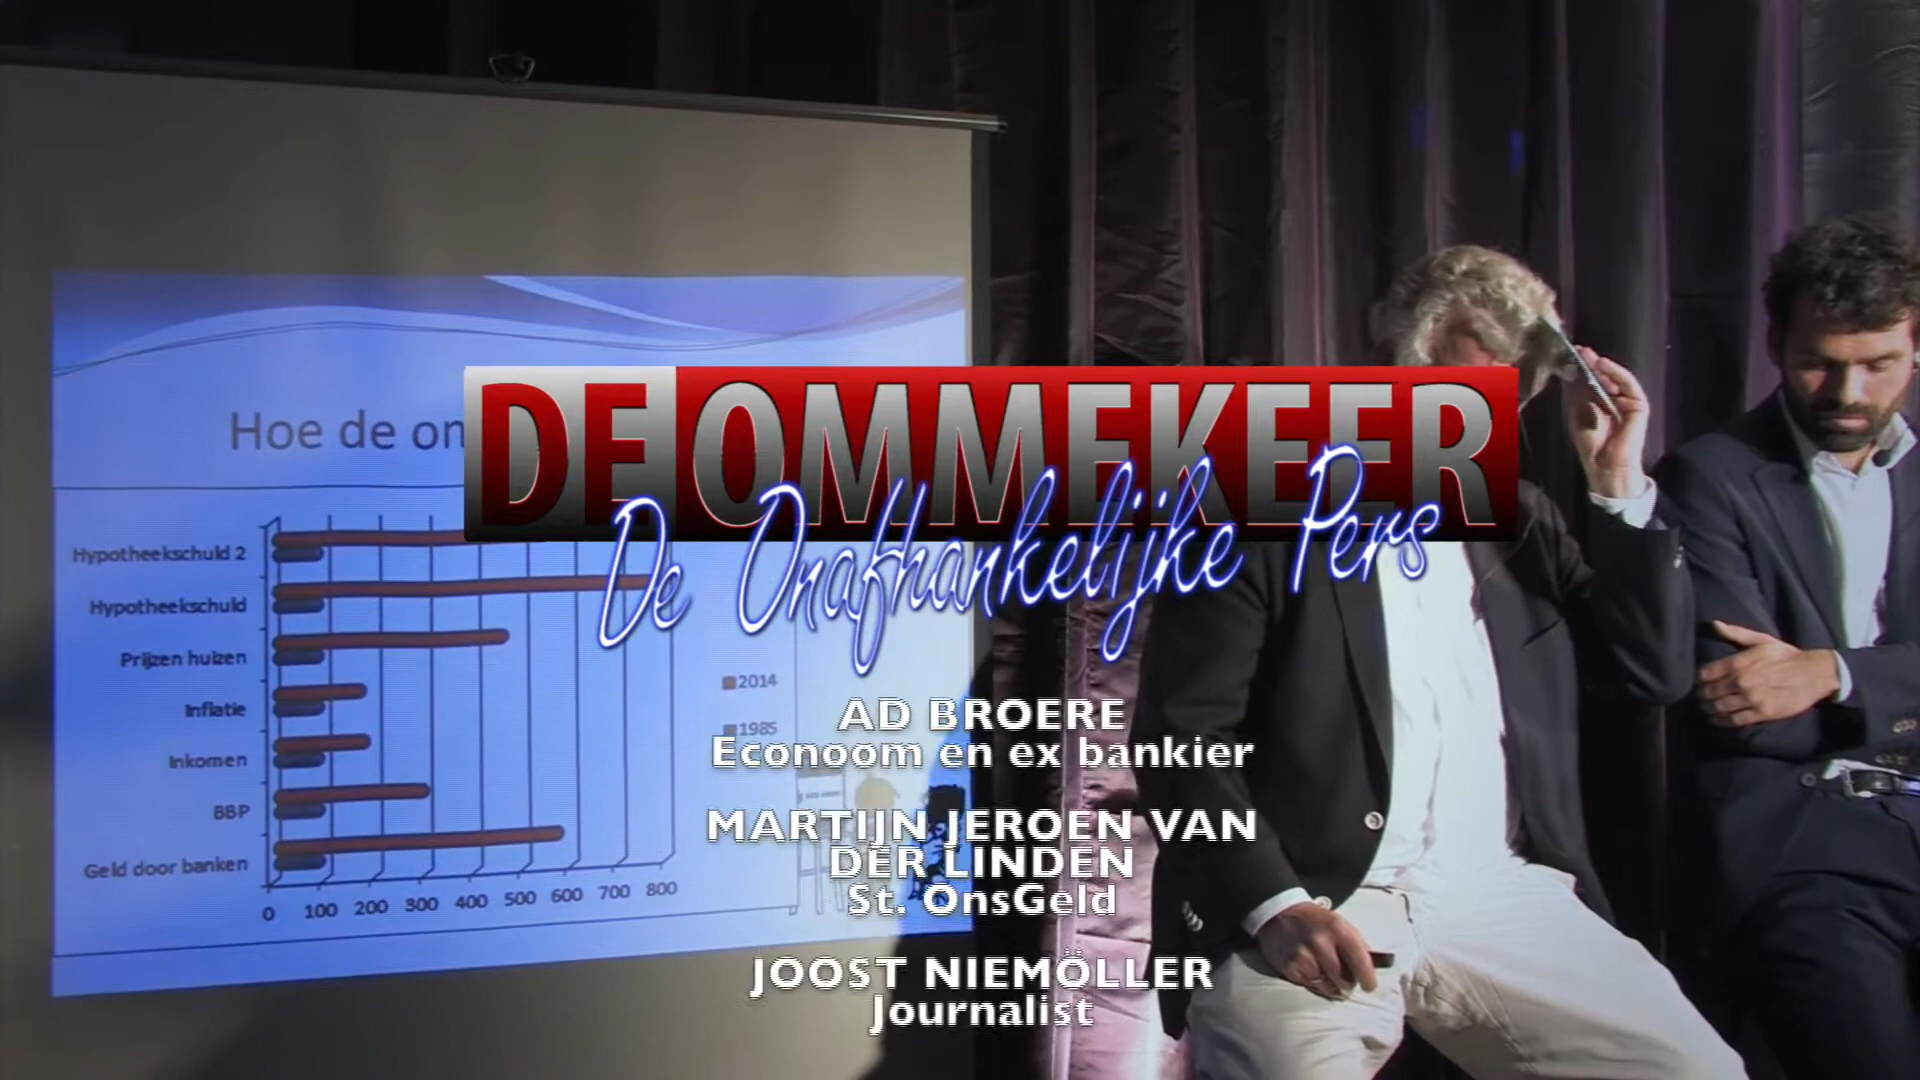 Hoe de on
DE OMMEKEER
De Onafhankelijke Pers
Hypotheekschuld 2
Hypotheekschuld
Prijzen huizen
Inflatie
Inkomen
BBP
Geld door banken
0 100 200 300 400 500 600 700 800
2014
1985
AD BROERE
Econoom en ex bankier
MARTIJN JEROEN VAN
DER LINDEN
St. OnsGeld
JOOST NIEMÖLLER
Journalist